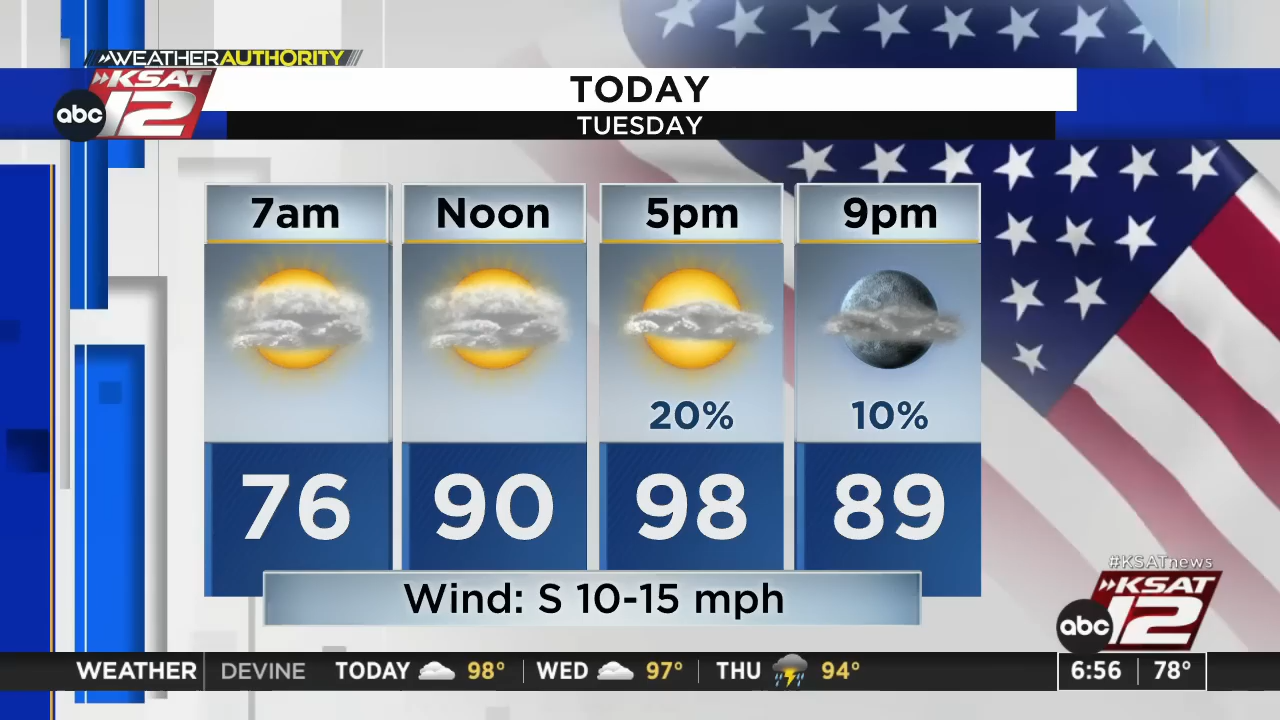 WEATHER AUTHORITY
KSAT
abc 12
TODAY
TUESDAY
7am Noon 5pm 9pm
20% 10%
76 90 98 89
Wind: S 10-15 mph
#KSATnews
KSAT
abc 12
WEATHER DEVINE TODAY 98° WED 97° THU 94° 6:56 78°